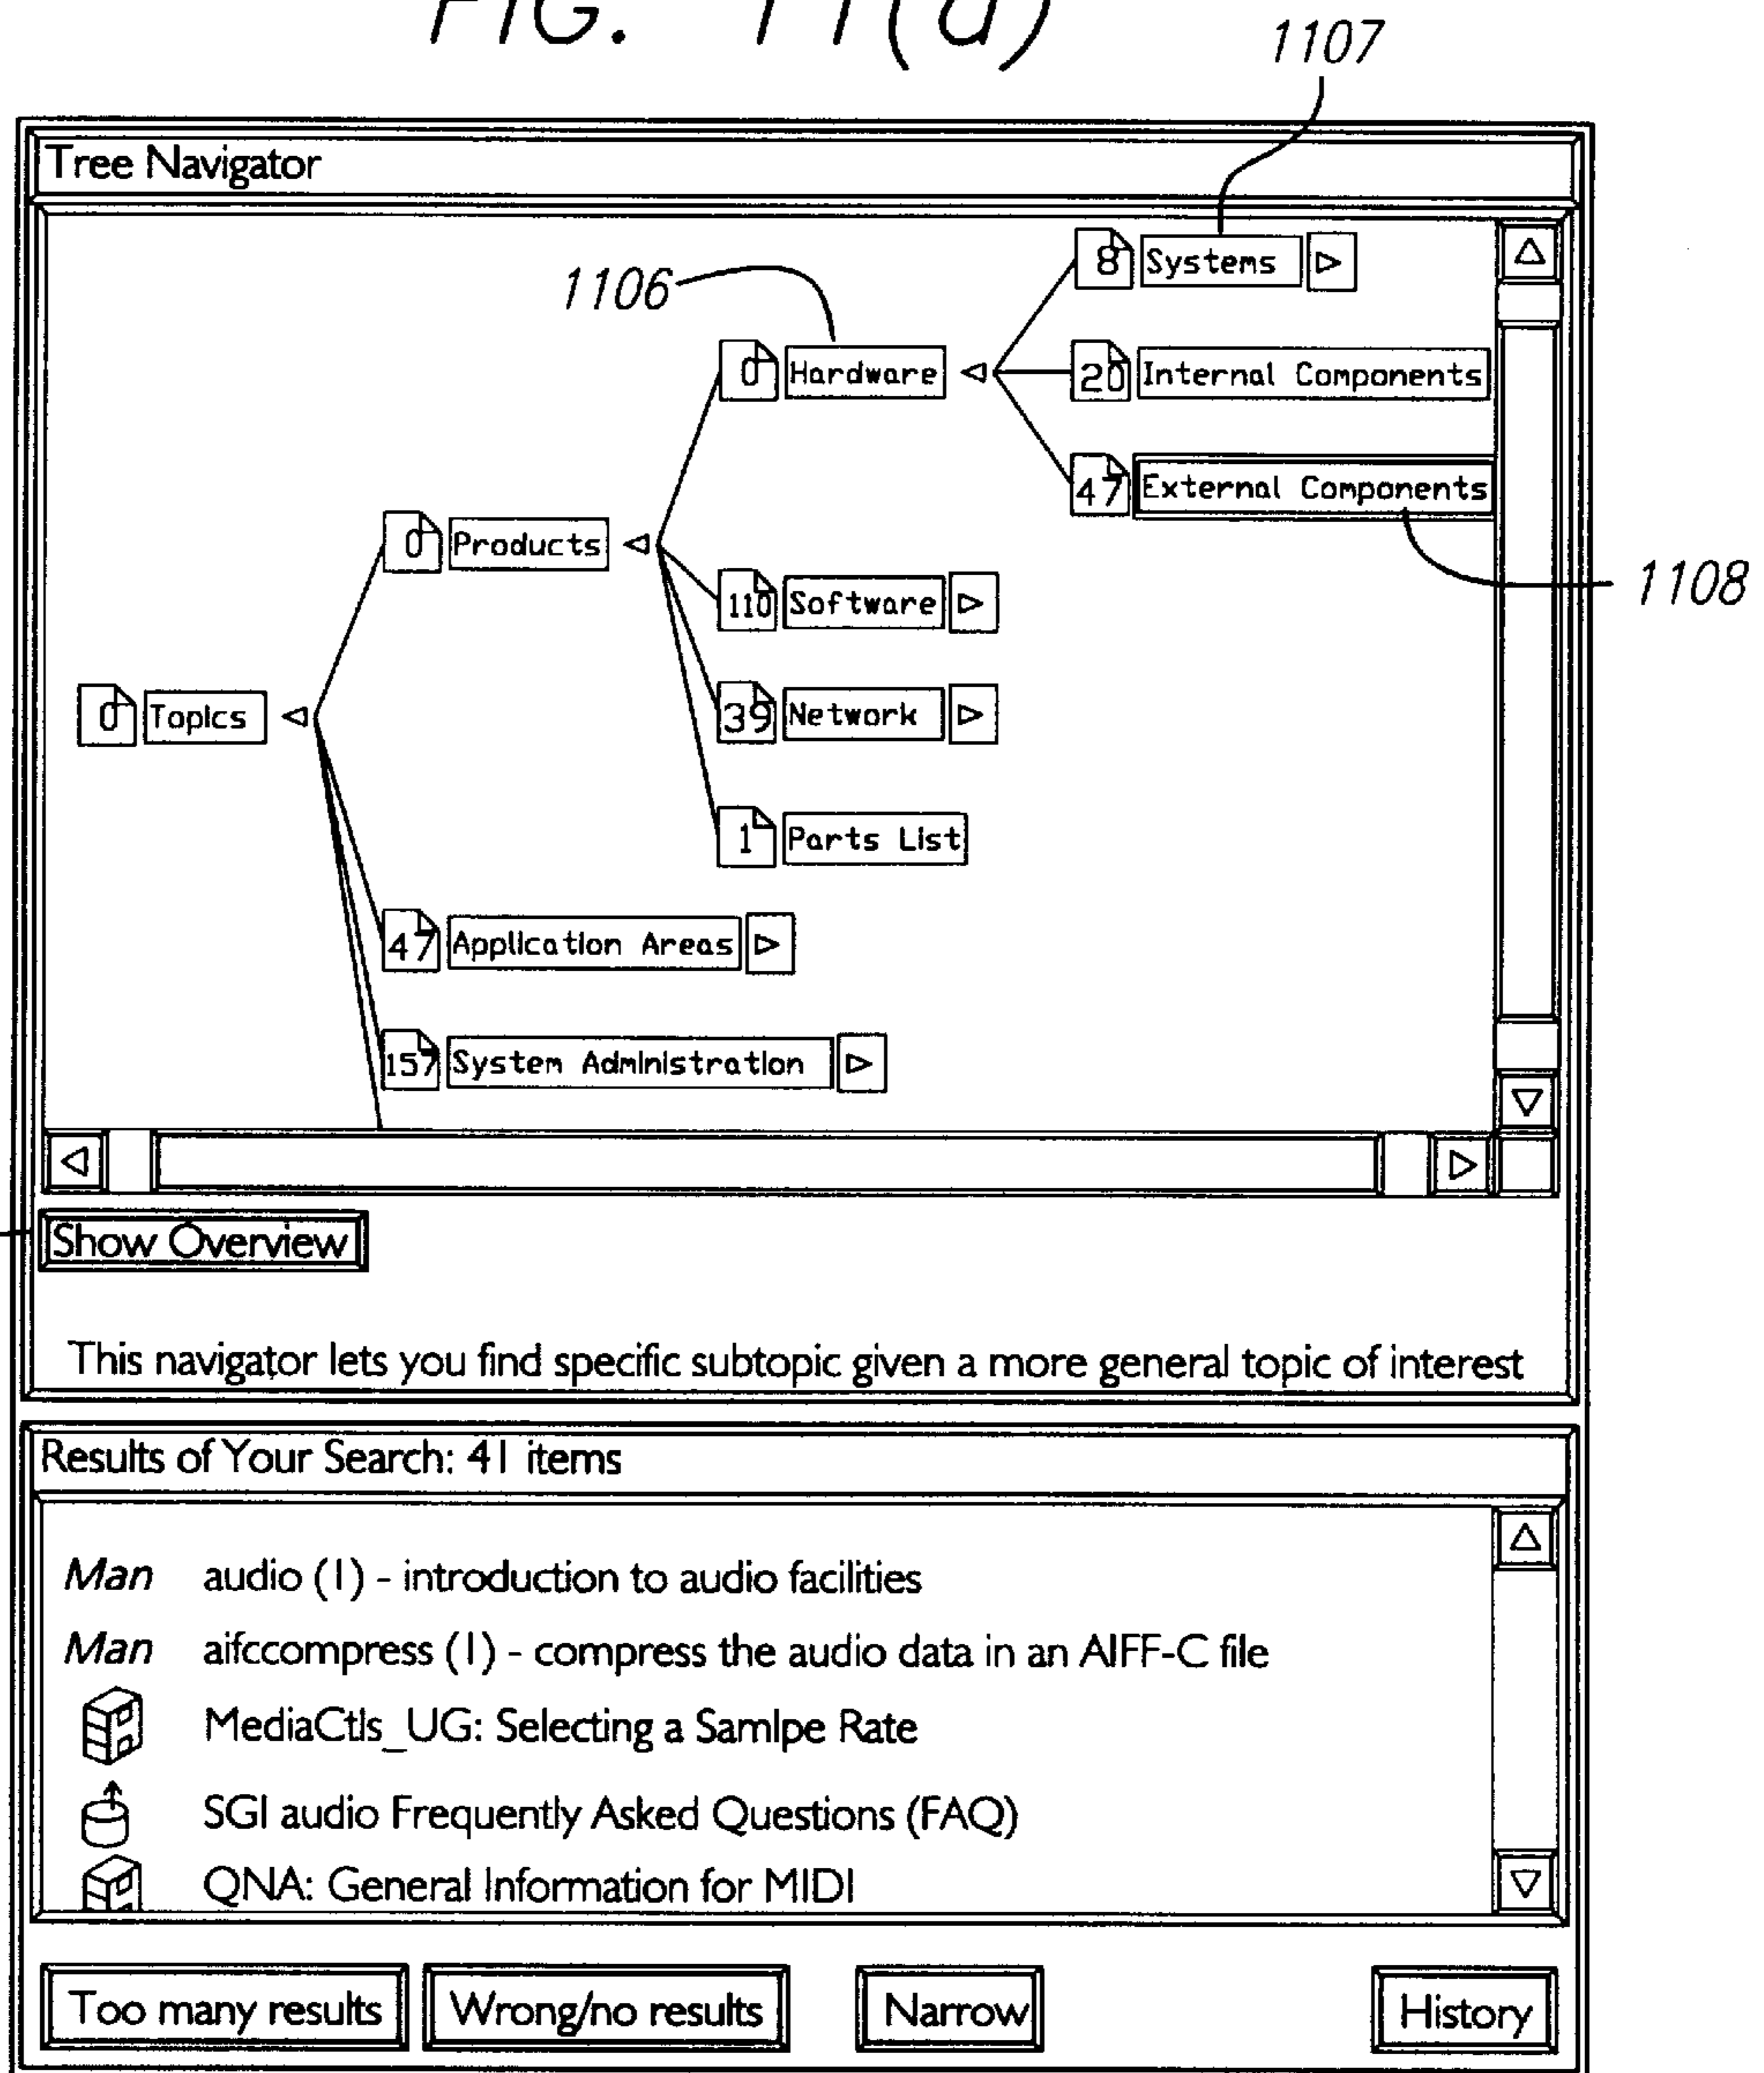 FIG. 11(d)
1107
Tree Navigator
8 Systems
1106
0 Hardware
20 Internal Components
47 External Components
0 Products
1108
110 Software
39 Network
0 Topics
1 Parts List
47 Application Areas
157 System Administration
Show Overview
This navigator lets you find specific subtopic given a more general topic of interest
Results of Your Search: 41 items
Man audio (1) - introduction to audio facilities
Man aifccompress (1) - compress the audio data in an AIFF-C file
MediaCtls_UG: Selecting a Samlpe Rate
SGI audio Frequently Asked Questions (FAQ)
QNA: General Information for MIDI
Too many results Wrong/no results Narrow History